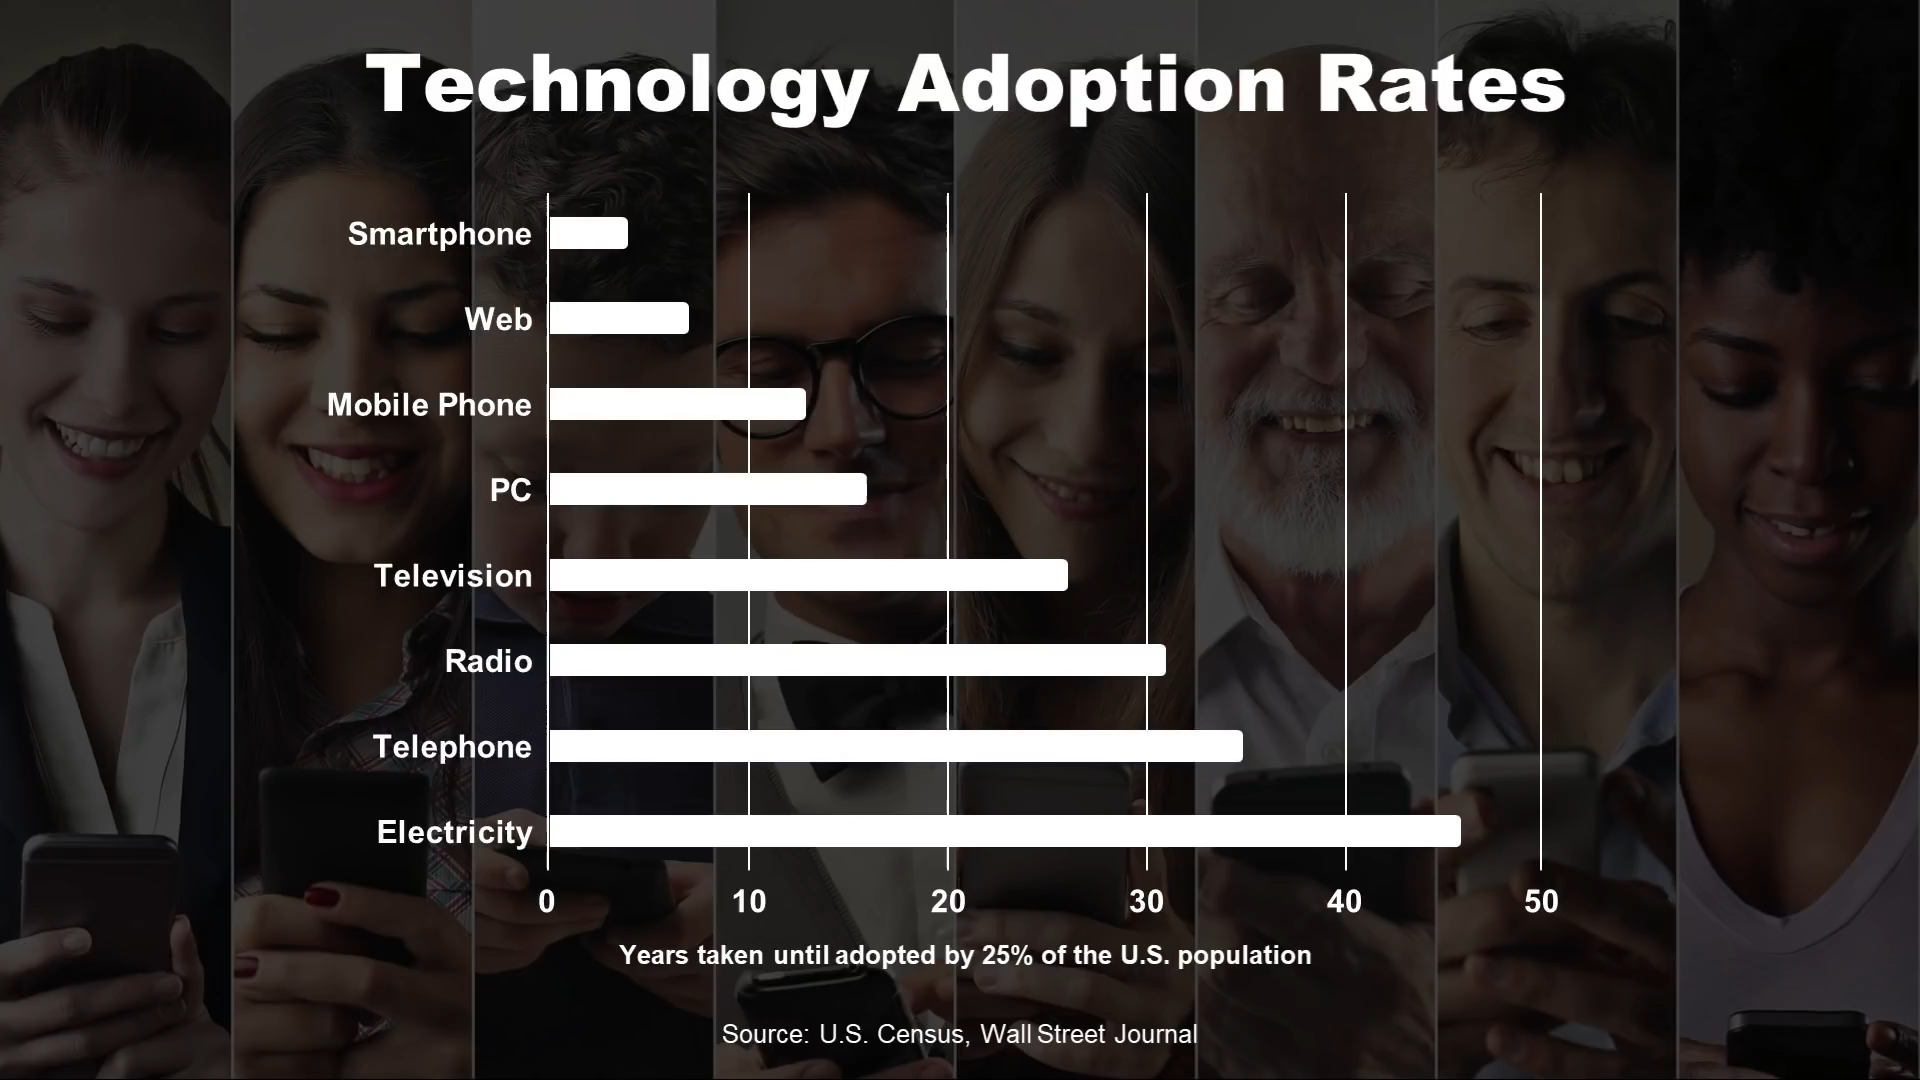 Technology Adoption Rates
Smartphone
Web
Mobile Phone
PC
Television
Radio
Telephone
Electricity
0 10 20 30 40 50
Years taken until adopted by 25% of the U.S. population
Source: U.S. Census, Wall Street Journal